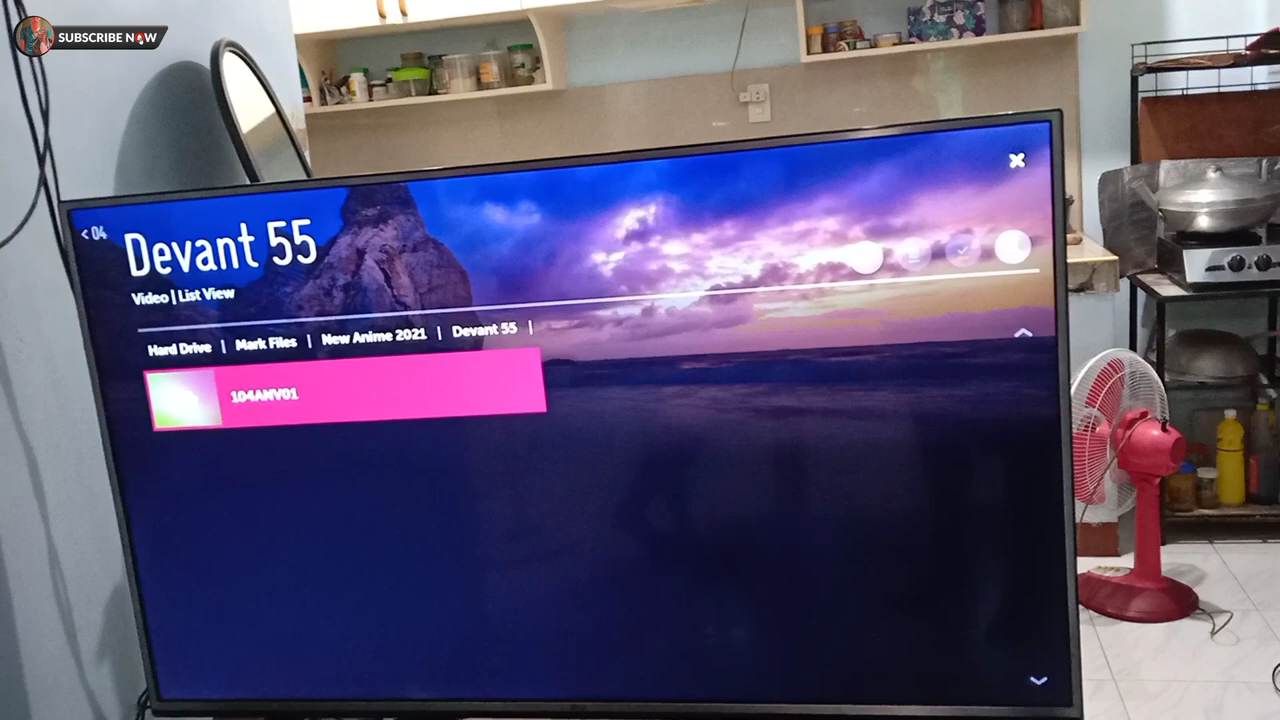 SUBSCRIBE NOW
< 04
Devant 55
Video | List View
Hard Drive | Mark Files | New Anime 2021 | Devant 55 |
104ANV01